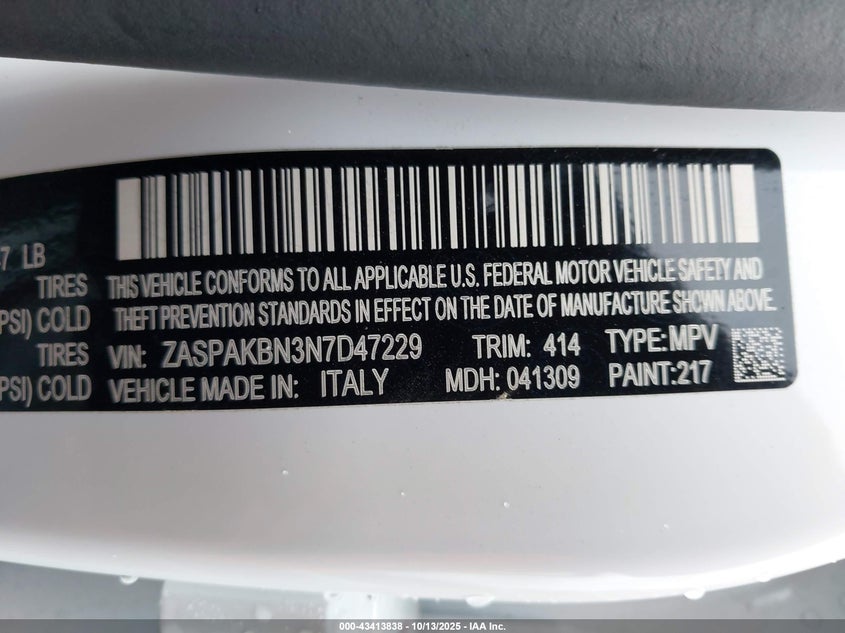 7 LB
TIRES THIS VEHICLE CONFORMS TO ALL APPLICABLE U.S. FEDERAL MOTOR VEHICLE SAFETY AND
PSI) COLD THEFT PREVENTION STANDARDS IN EFFECT ON THE DATE OF MANUFACTURE SHOWN ABOVE.
TIRES VIN: ZASPAKBN3N7D47229 TRIM: 414 TYPE:MPV
PSI) COLD VEHICLE MADE IN: ITALY MDH: 041309 PAINT:217
000-43413838 - 10/13/2025 - IAA Inc.